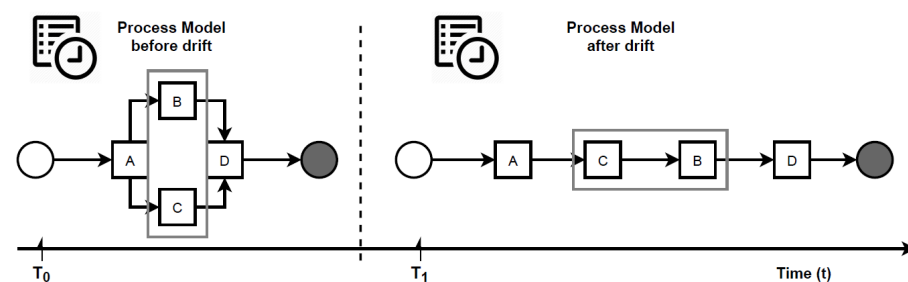 Process Model
before drift
Process Model
after drift
B
A
D
C
A
C
B
D
T0
T1
Time (t)